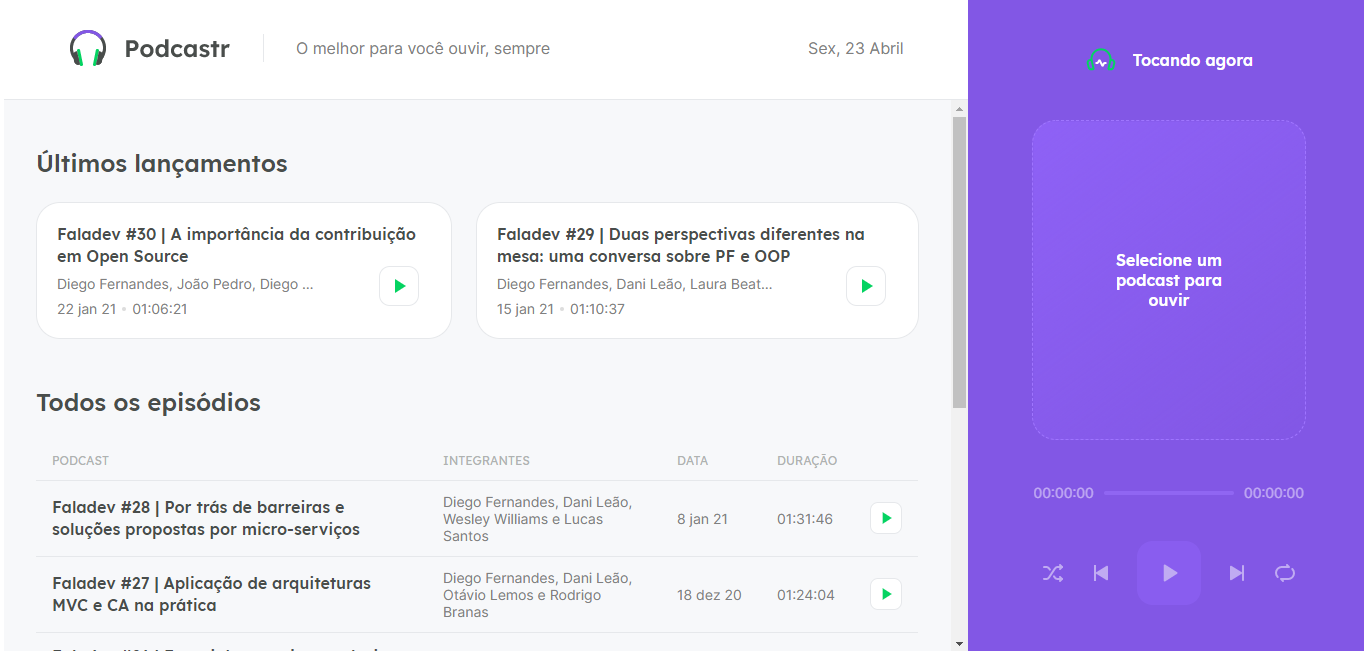 Podcastr
O melhor para você ouvir, sempre
Sex, 23 Abril
Últimos lançamentos
Faladev #30 | A importância da contribuição
em Open Source
Diego Fernandes, João Pedro, Diego ...
22 jan 21 • 01:06:21
Faladev #29 | Duas perspectivas diferentes na
mesa: uma conversa sobre PF e OOP
Diego Fernandes, Dani Leão, Laura Beat...
15 jan 21 • 01:10:37
Todos os episódios
PODCAST
INTEGRANTES
DATA
DURAÇÃO
Faladev #28 | Por trás de barreiras e
soluções propostas por micro-serviços
Diego Fernandes, Dani Leão,
Wesley Williams e Lucas
Santos
8 jan 21
01:31:46
Faladev #27 | Aplicação de arquiteturas
MVC e CA na prática
Diego Fernandes, Dani Leão,
Otávio Lemos e Rodrigo
Branas
18 dez 20
01:24:04
Tocando agora
Selecione um
podcast para
ouvir
00:00:00
00:00:00